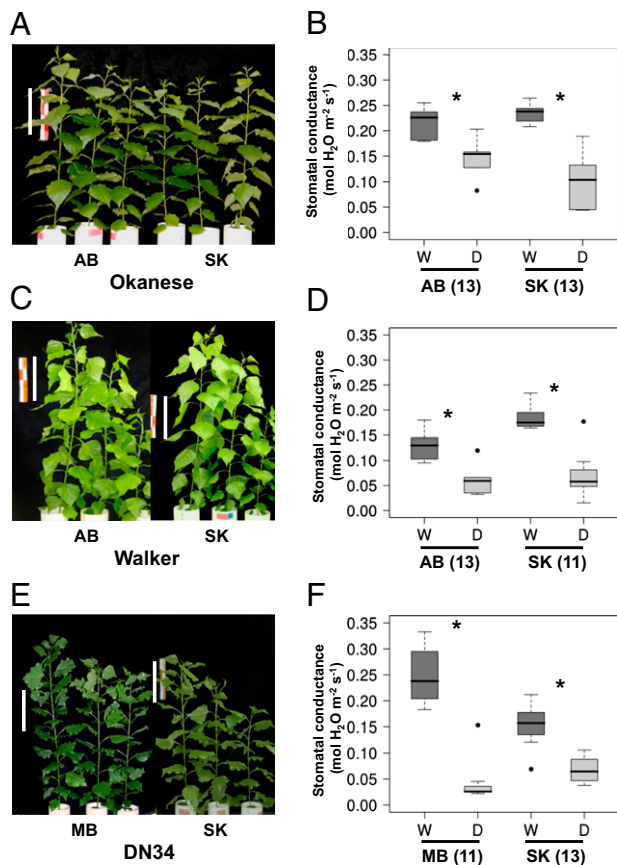 A
AB
SK
Okanese
B
Stomatal conductance
(mol H2O m-2 s-1)
0.35
0.30
0.25
0.20
0.15
0.10
0.05
0.00
*
*
W
D
W
D
AB (13)
SK (13)
C
AB
SK
Walker
D
Stomatal conductance
(mol H2O m-2 s-1)
0.35
0.30
0.25
0.20
0.15
0.10
0.05
0.00
*
*
W
D
W
D
AB (13)
SK (11)
E
MB
SK
DN34
F
Stomatal conductance
(mol H2O m-2 s-1)
0.35
0.30
0.25
0.20
0.15
0.10
0.05
0.00
*
*
W
D
W
D
MB (11)
SK (13)